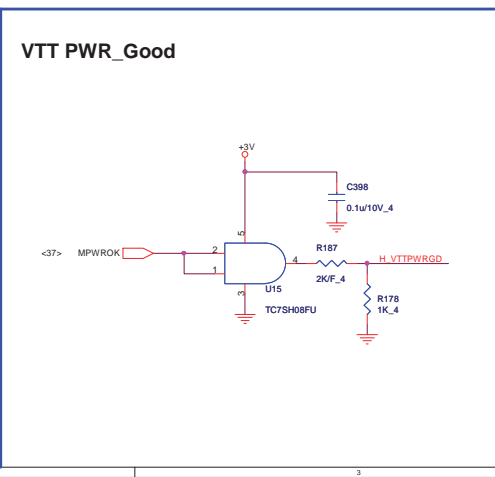 VTT PWR_Good
+3V
C398
0.1u/10V_4
5
<37> MPWROK
2
1
4
R187
2K/F_4
H_VTTPWRGD
U15
3
TC7SH08FU
R178
1K_4
3